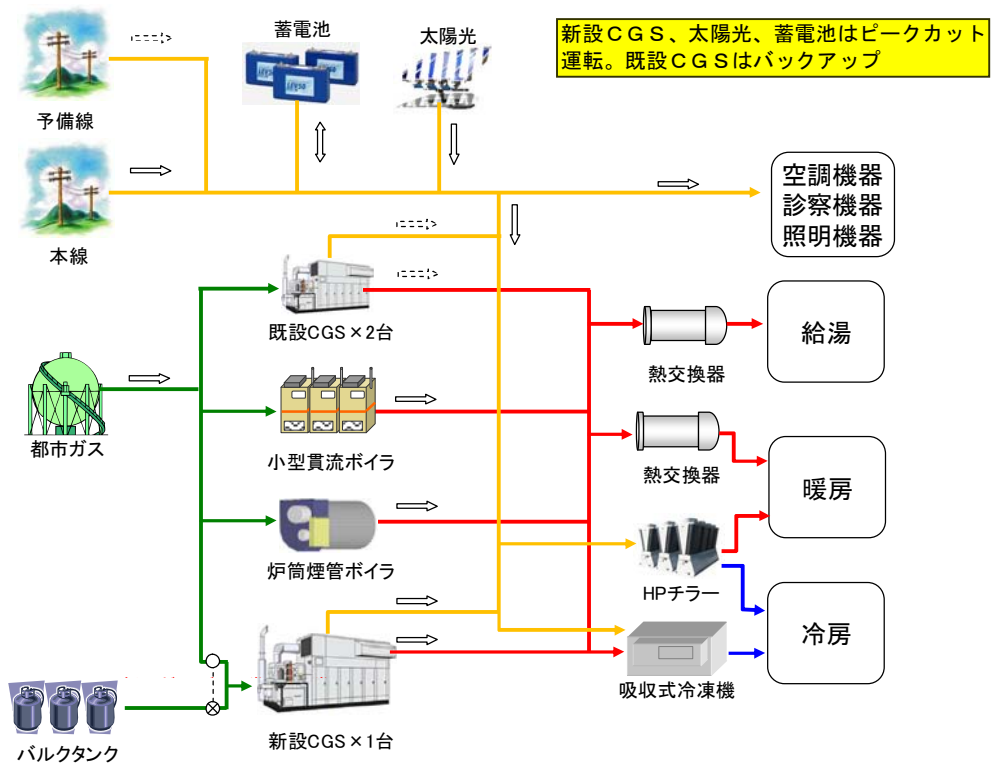 新設CGS、太陽光、蓄電池はピークカット
運転。既設CGSはバックアップ
蓄電池
太陽光
予備線
本線
空調機器
診察機器
照明機器
既設CGS×2台
熱交換器
給湯
都市ガス
小型貫流ボイラ
熱交換器
暖房
炉筒煙管ボイラ
HPチラー
冷房
吸収式冷凍機
新設CGS×1台
バルクタンク